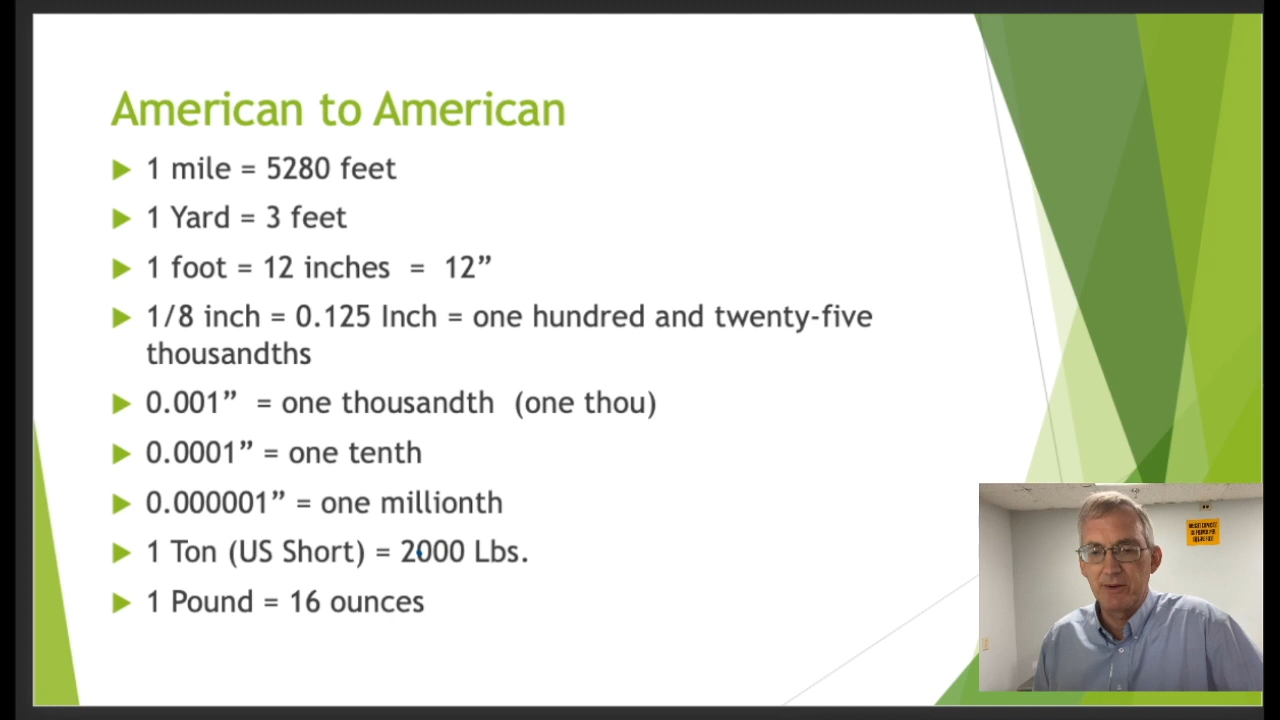 American to American
1 mile = 5280 feet
1 Yard = 3 feet
1 foot = 12 inches  =  12”
1/8 inch = 0.125 Inch = one hundred and twenty-five
thousandths
0.001”  = one thousandth  (one thou)
0.0001” = one tenth
0.000001” = one millionth
1 Ton (US Short) = 2000 Lbs.
1 Pound = 16 ounces